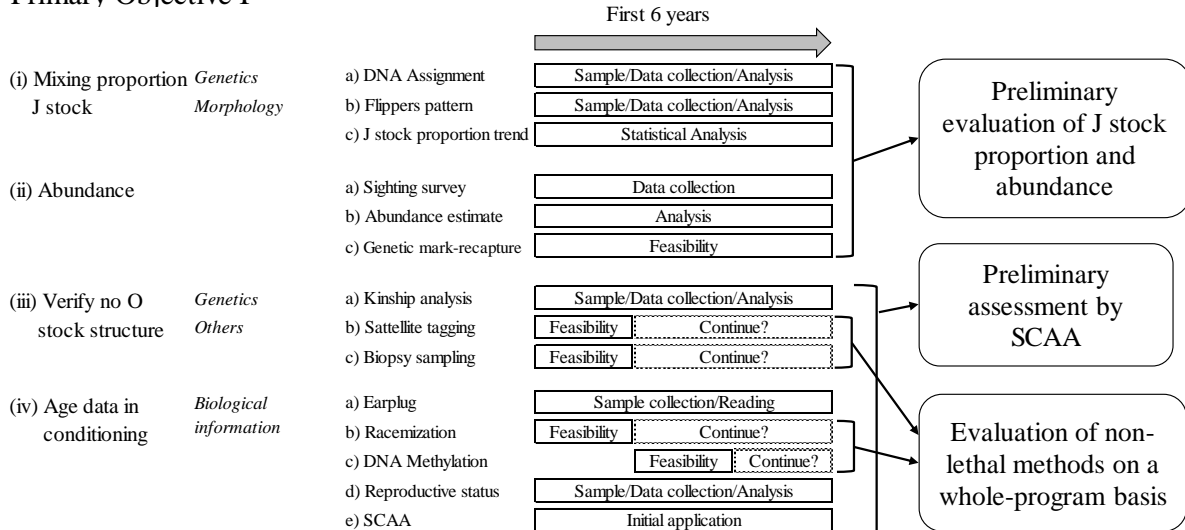 Primary Objective I
First 6 years
(i) Mixing proportion Genetics a) DNA Assignment Sample/Data collection/Analysis
J stock Morphology b) Flippers pattern Sample/Data collection/Analysis
c) J stock proportion trend Statistical Analysis
Preliminary
evaluation of J stock
proportion and
abundance
(ii) Abundance a) Sighting survey Data collection
b) Abundance estimate Analysis
c) Genetic mark-recapture Feasibility
(iii) Verify no O Genetics a) Kinship analysis Sample/Data collection/Analysis
stock structure Others b) Sattellite tagging Feasibility Continue?
c) Biopsy sampling Feasibility Continue?
Preliminary
assessment by
SCAA
(iv) Age data in Biological a) Earplug Sample collection/Reading
conditioning information b) Racemization Feasibility Continue?
c) DNA Methylation Feasibility Continue?
d) Reproductive status Sample/Data collection/Analysis
e) SCAA Initial application
Evaluation of non-
lethal methods on a
whole-program basis